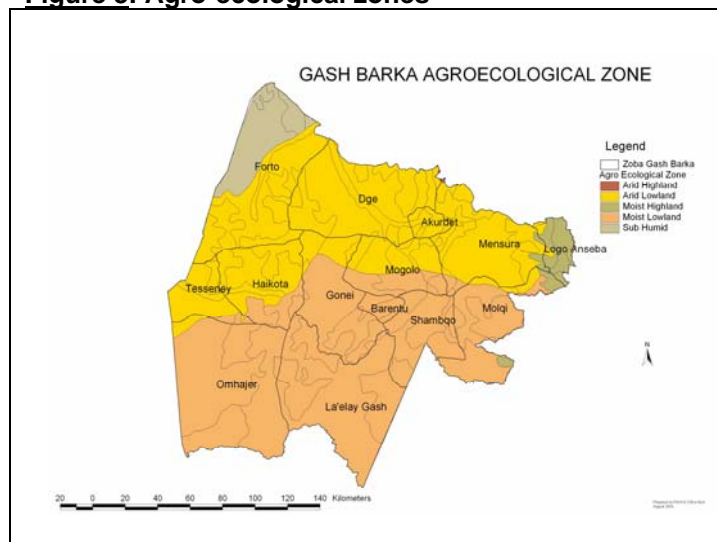 Figure 3: Agro-ecological zones
GASH BARKA AGROECOLOGICAL ZONE
Legend
Zoba Gash Barka
Agro Ecological Zone
Arid Highland
Arid Lowland
Moist Highland
Moist Lowland
Sub Humid
Forto
Dge
Akurdet
Mensura
Logo Anseba
Mogolo
Tesseney
Haikota
Gonei
Barentu
Shambqo
Molqi
Omhajer
La'elay Gash
N
20 0 20 40 60 80 100 120 140 Kilometers